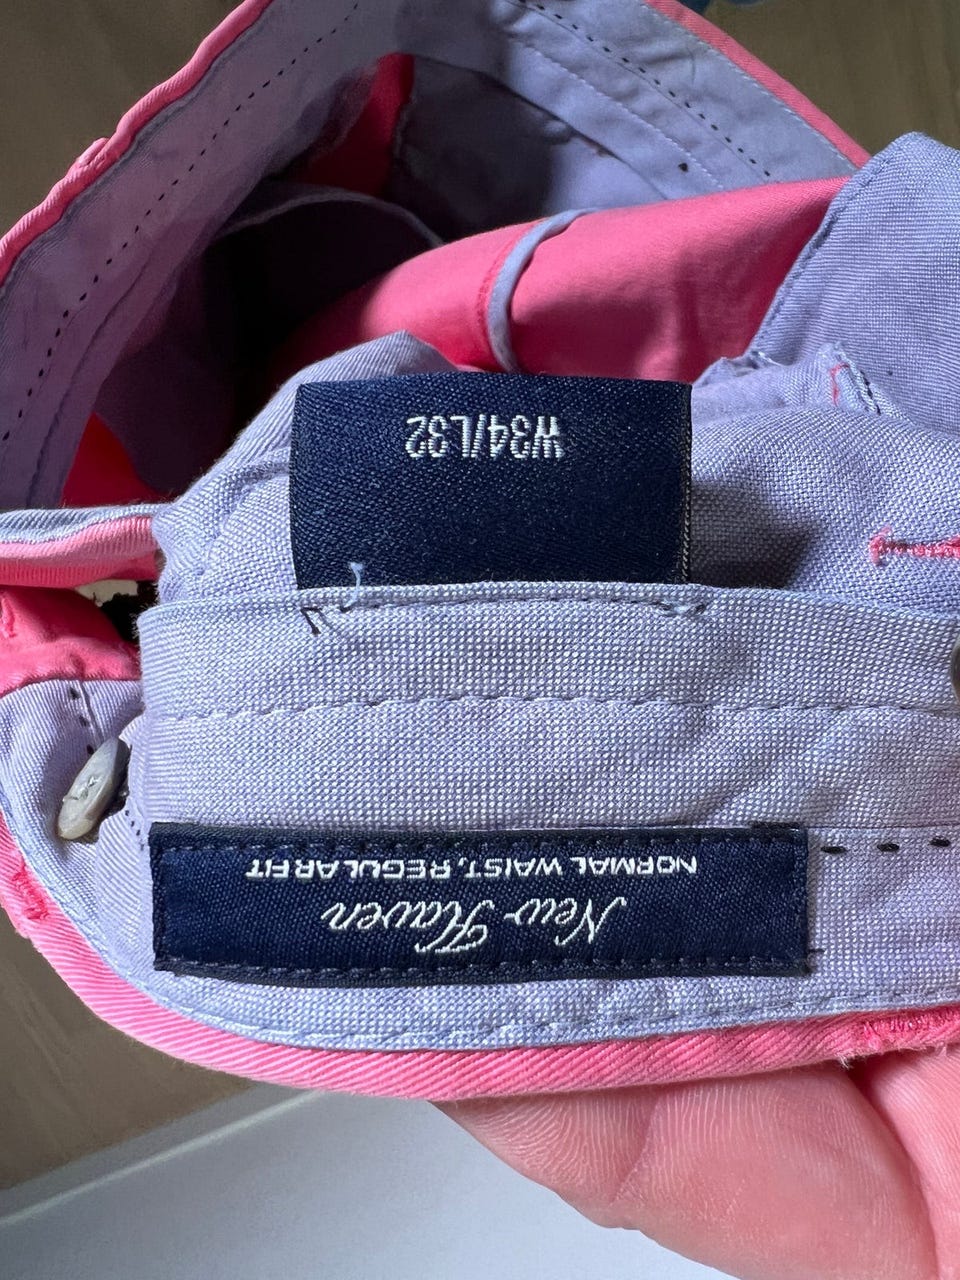 New Haven
NORMAL WAIST, REGULAR FIT
W34/L32